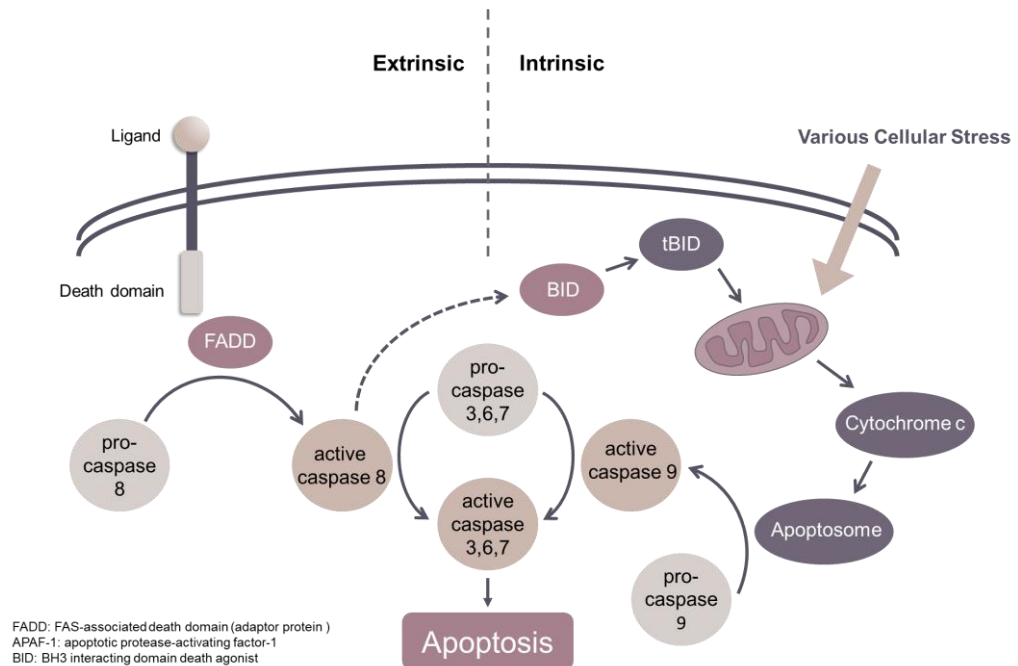 Extrinsic
Intrinsic
Ligand
Various Cellular Stress
tBID
BID
Death domain
FADD
pro-
caspase
3,6,7
Cytochrome c
pro-
caspase
8
active
caspase 8
active
caspase 9
active
caspase
3,6,7
Apoptosome
pro-
caspase
9
Apoptosis
FADD: FAS-associated death domain (adaptor protein )
APAF-1: apoptotic protease-activating factor-1
BID: BH3 interacting domain death agonist